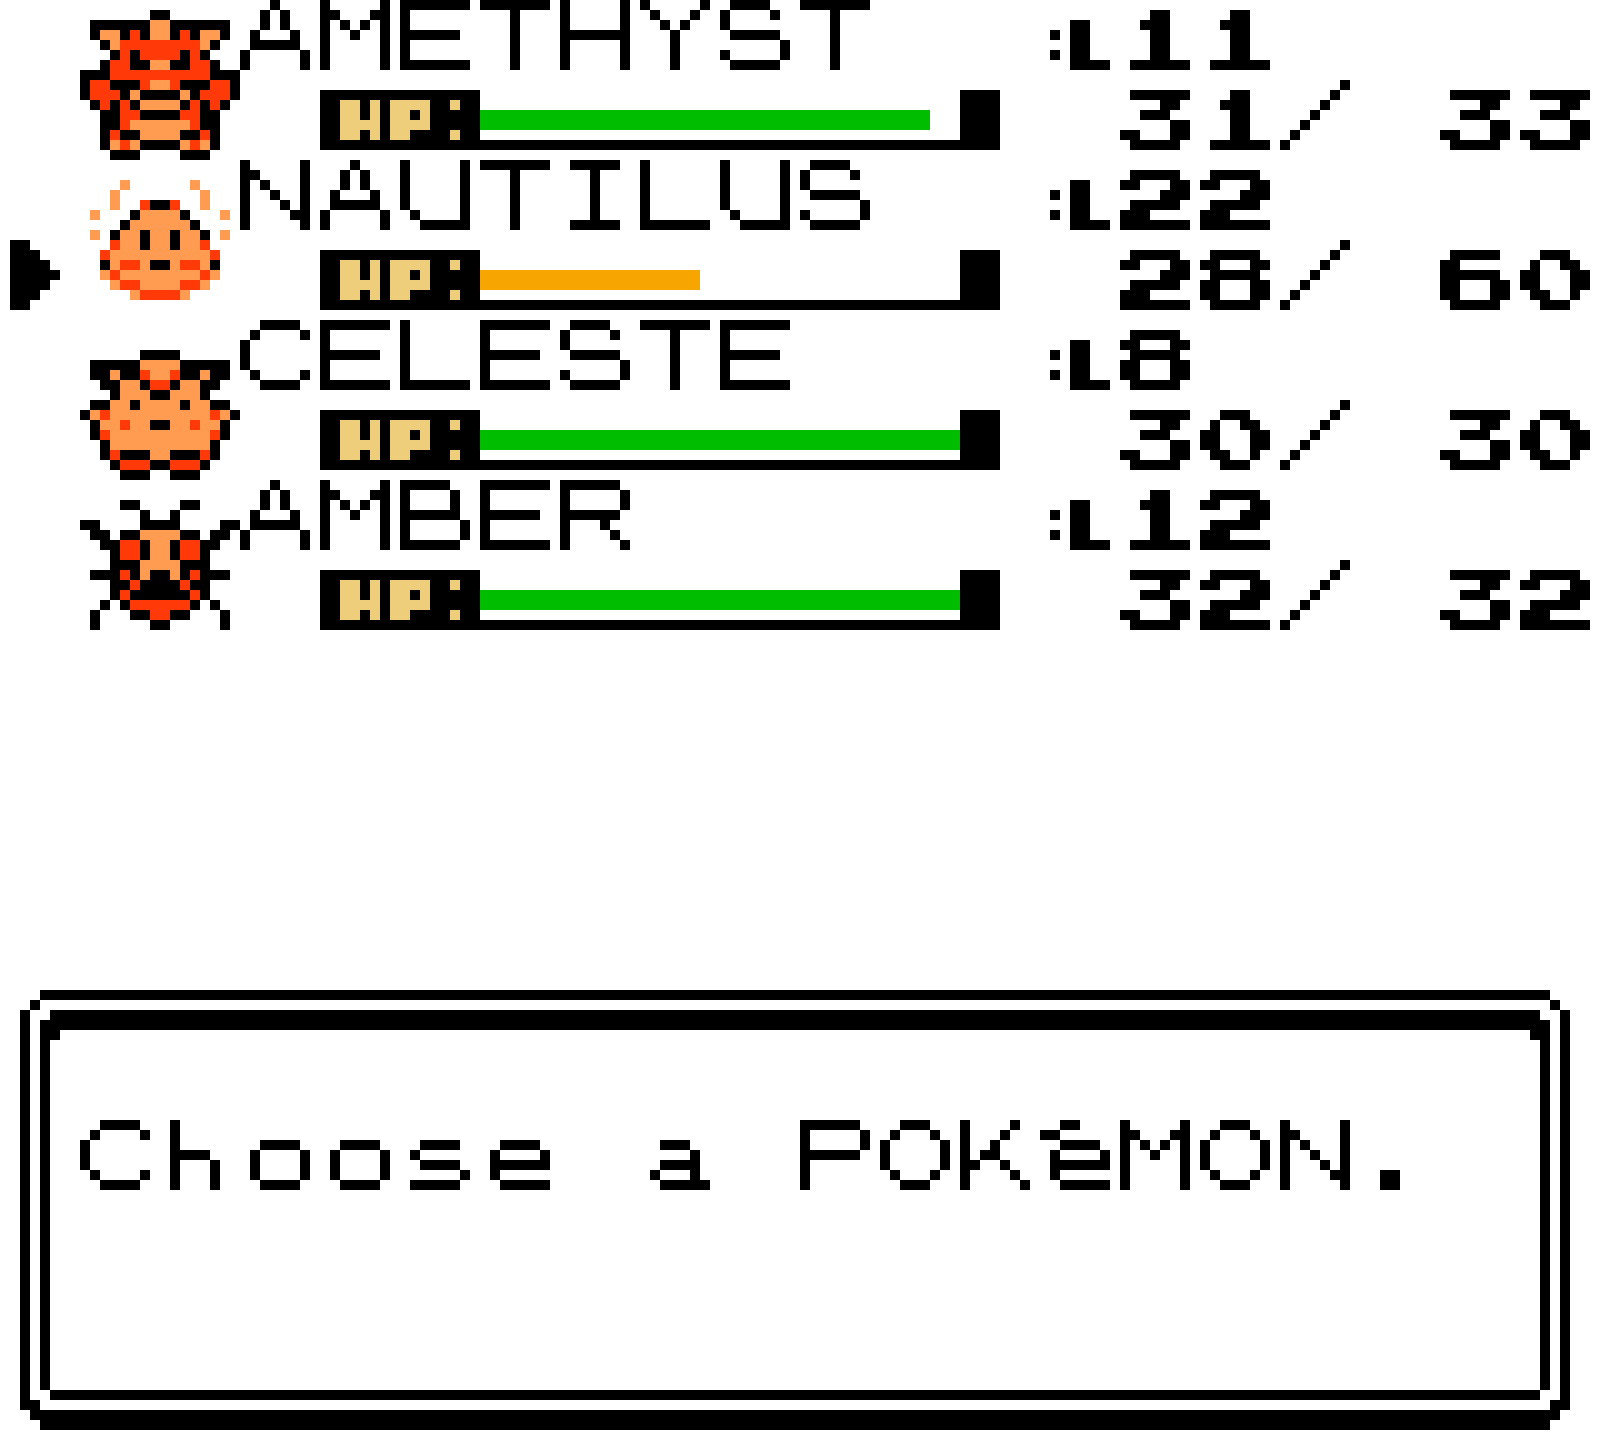 AMETHYST :L11
HP: 31/ 33
NAUTILUS :L22
HP: 28/ 60
CELESTE :L8
HP: 30/ 30
AMBER :L12
HP: 32/ 32
Choose a POKéMON.